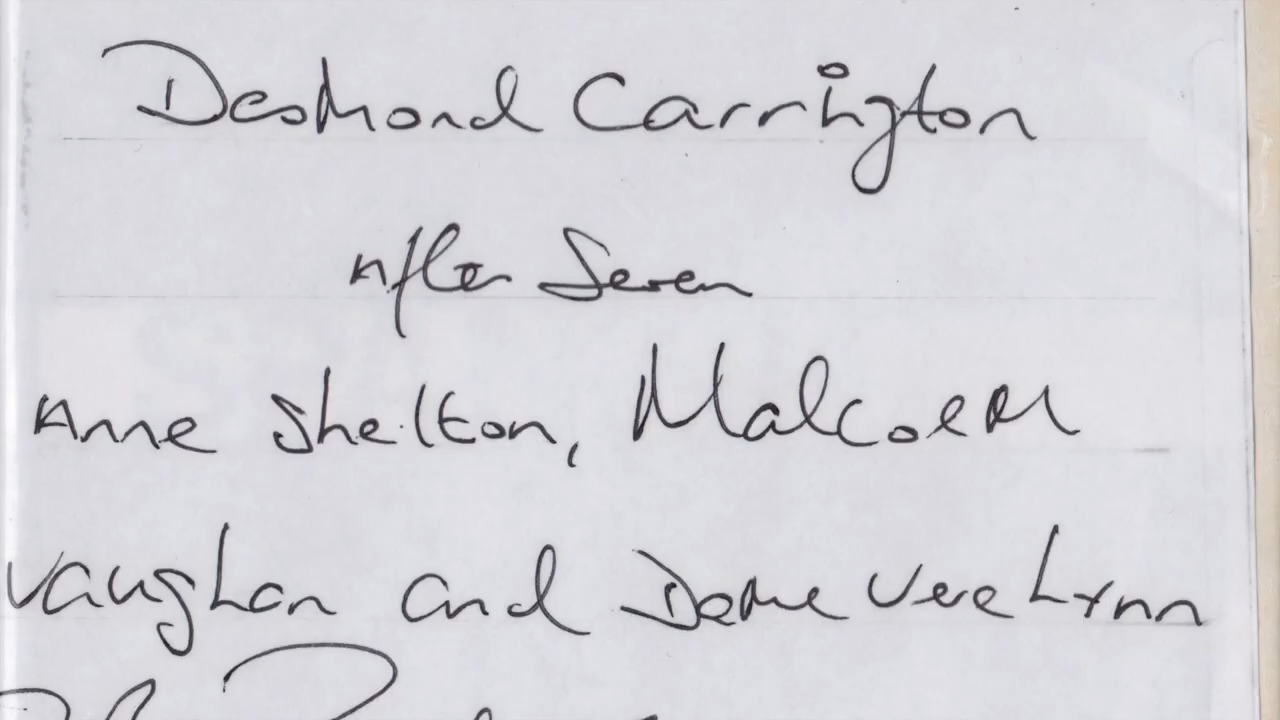 Desmond Carrington
After Seven
Anne Shelton, Malcolm
Vaughan and Dame Vera Lynn